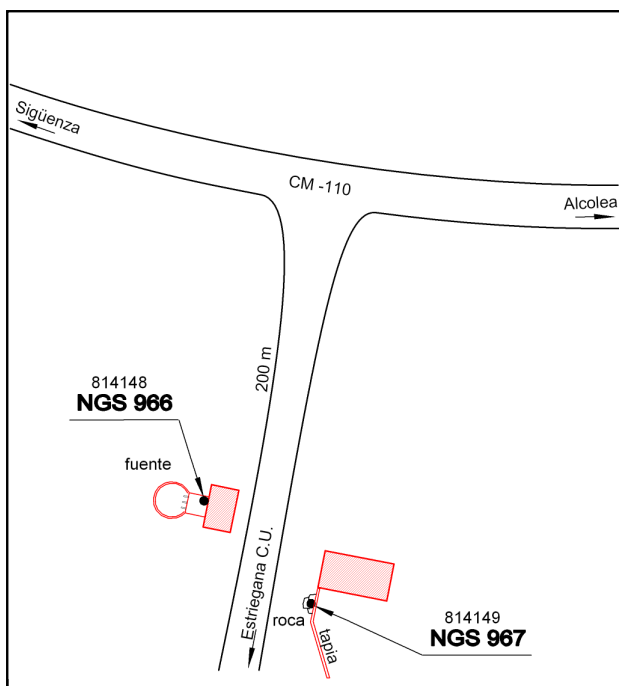 Sigüenza
CM -110
Alcolea
200 m
814148
NGS 966
fuente
Estriegana C.U.
roca
tapia
814149
NGS 967